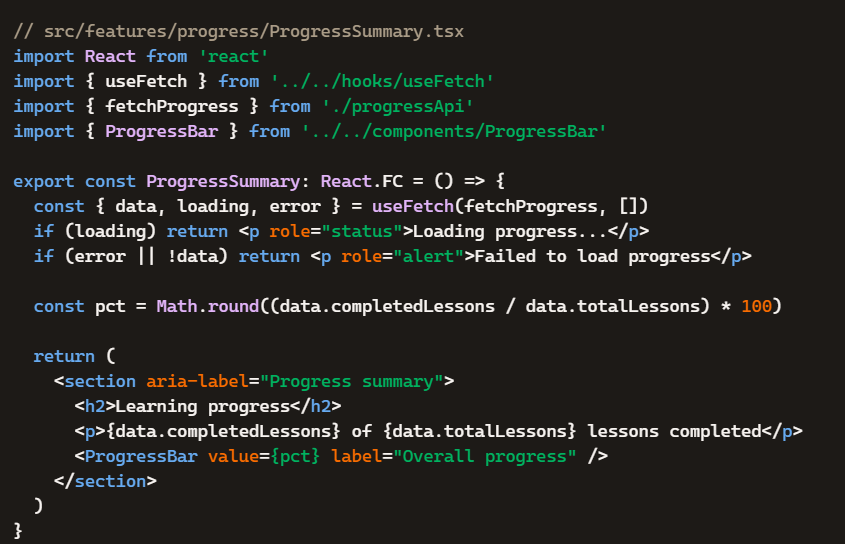 // src/features/progress/ProgressSummary.tsx
import React from 'react'
import { useFetch } from '../../hooks/useFetch'
import { fetchProgress } from './progressApi'
import { ProgressBar } from '../../components/ProgressBar'

export const ProgressSummary: React.FC = () => {
  const { data, loading, error } = useFetch(fetchProgress, [])
  if (loading) return <p role="status">Loading progress...</p>
  if (error || !data) return <p role="alert">Failed to load progress</p>

  const pct = Math.round((data.completedLessons / data.totalLessons) * 100)

  return (
    <section aria-label="Progress summary">
      <h2>Learning progress</h2>
      <p>{data.completedLessons} of {data.totalLessons} lessons completed</p>
      <ProgressBar value={pct} label="Overall progress" />
    </section>
  )
}